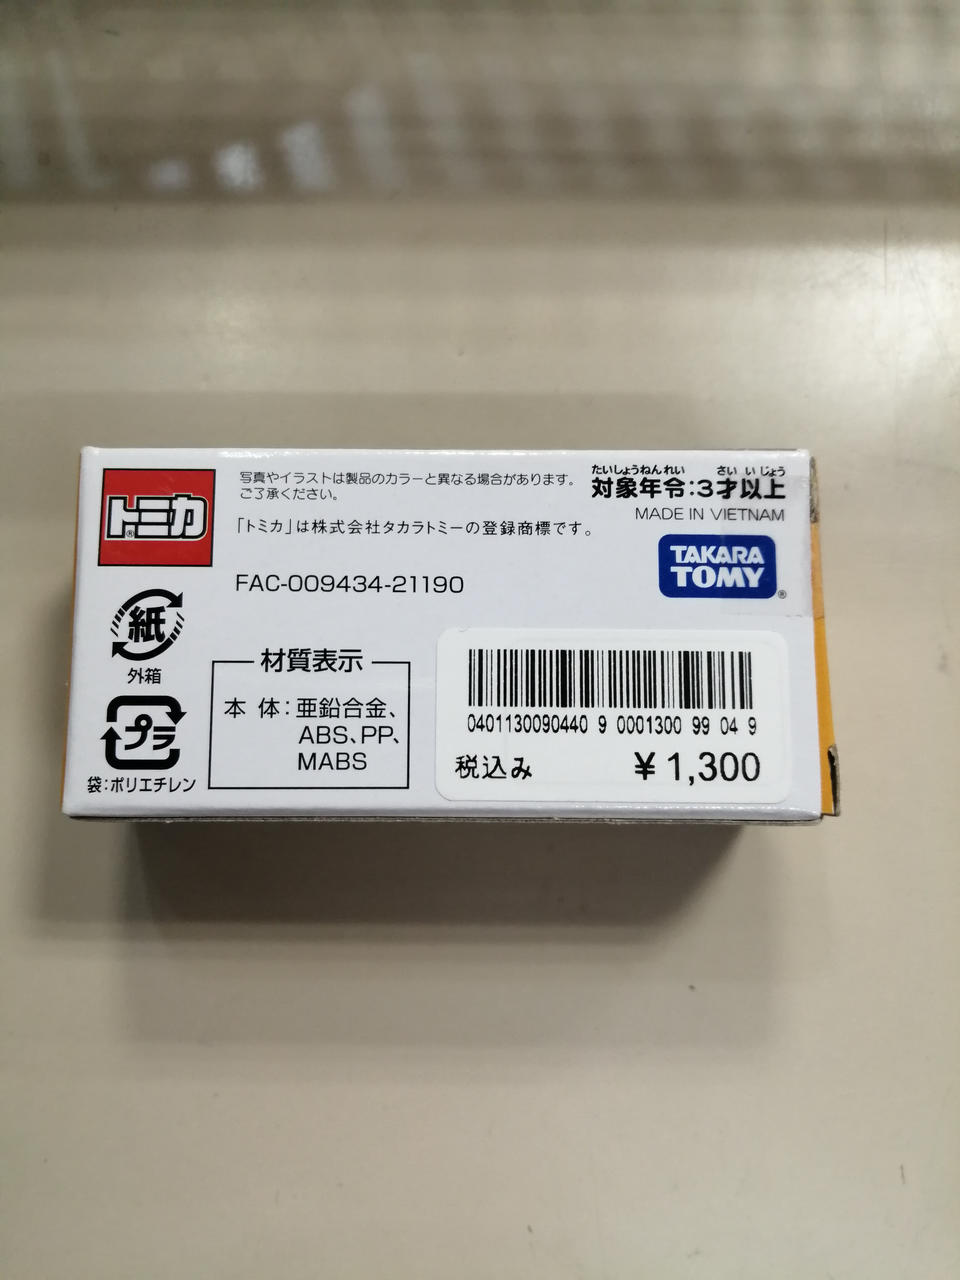 トミカ®
写真やイラストは製品のカラーと異なる場合があります。
ご了承ください。
「トミカ」は株式会社タカラトミーの登録商標です。
たいしょうねんれい さい いじょう
対象年令:3才以上
MADE IN VIETNAM
TAKARA
TOMY®
FAC-009434-21190
紙
外箱
プラ
袋:ポリエチレン
材質表示
本体:亜鉛合金、
ABS、PP、
MABS
0401130090440 9 0001300 99 04 9
税込み ¥1,300